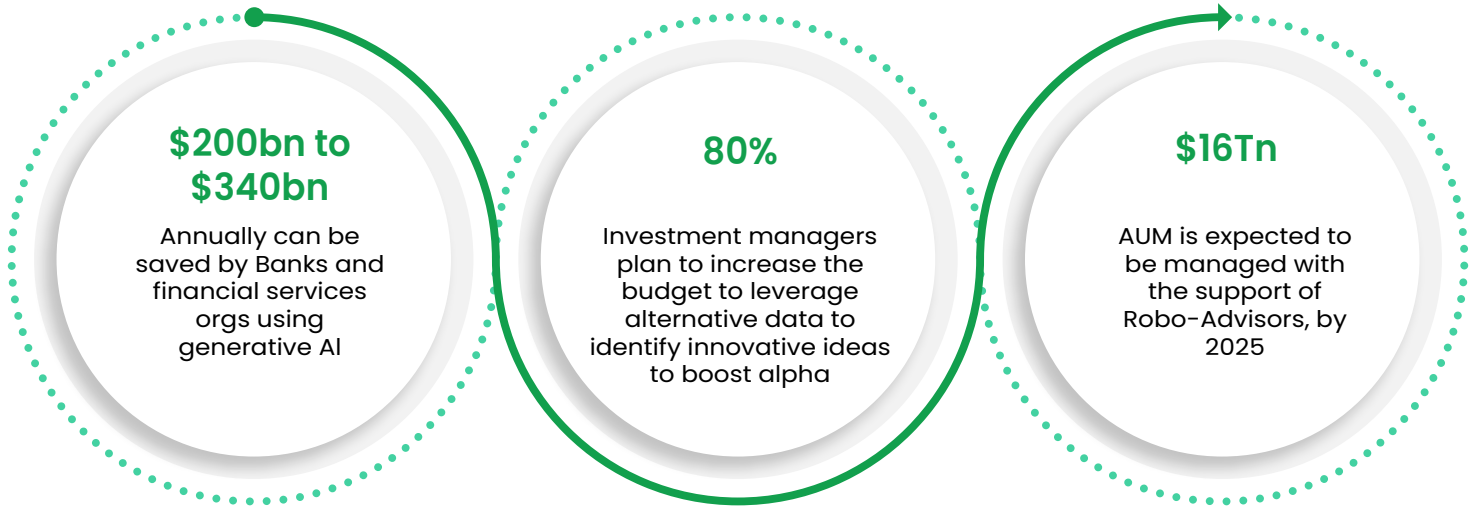 $200bn to
$340bn
Annually can be
saved by Banks and
financial services
orgs using
generative AI
80%
Investment managers
plan to increase the
budget to leverage
alternative data to
identify innovative ideas
to boost alpha
$16Tn
AUM is expected to
be managed with
the support of
Robo-Advisors, by
2025